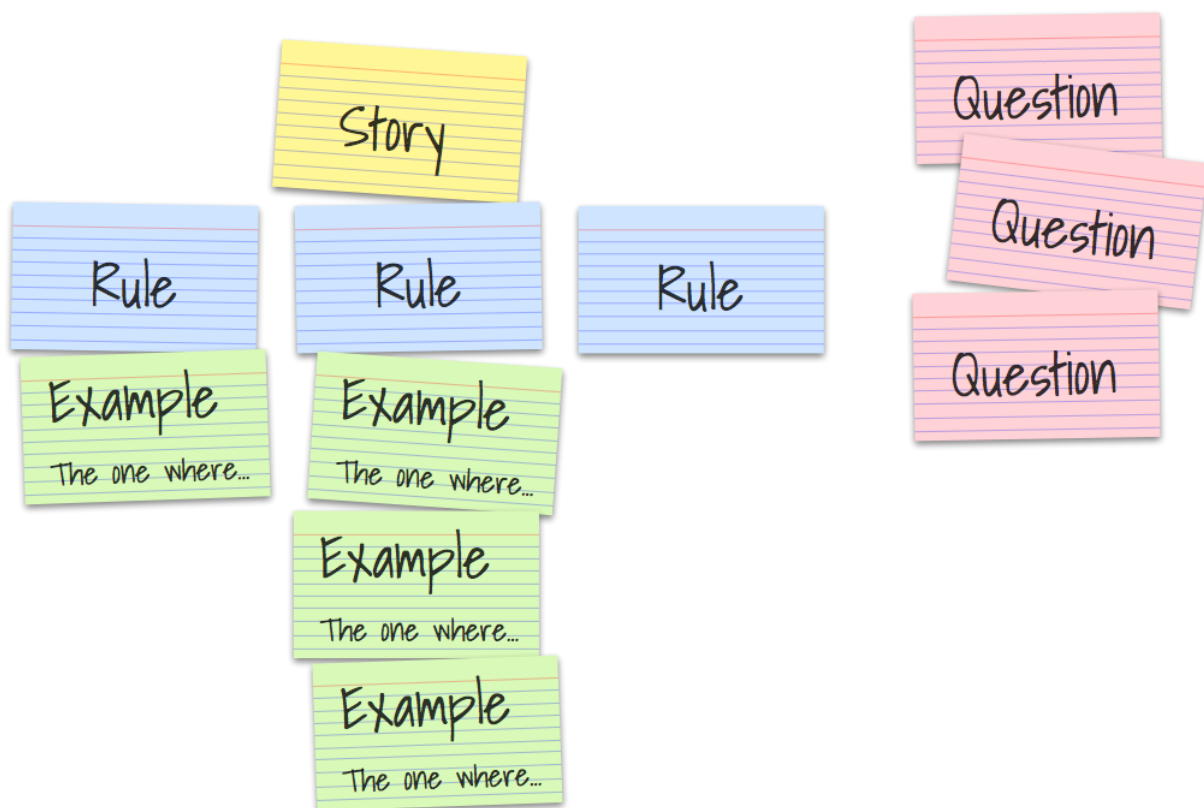 Story
Rule
Rule
Rule
Example
The one where...
Example
The one where...
Example
The one where...
Example
The one where...
Question
Question
Question